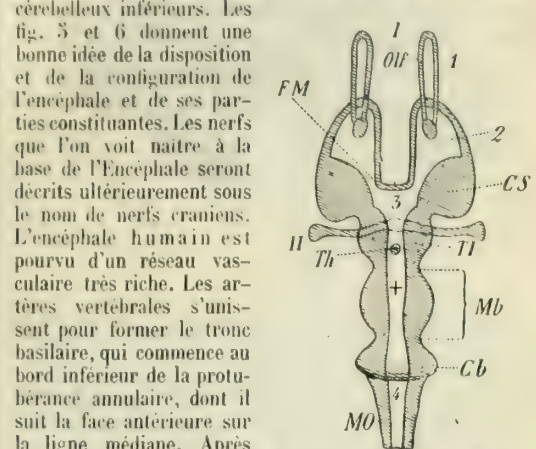 cérébelleux inférieurs. Les
fig. 5 et 6 donnent une
bonne idée de la disposition
et de la configuration de
l'encéphale et de ses par-
ties constituantes. Les nerfs
que l'on voit naître à la
base de l'Encéphale seront
décrits ultérieurement sous
le nom de nerfs craniens.
L'encéphale humain est
pourvu d'un réseau vas-
culaire très riche. Les ar-
tères vertébrales s'unis-
sent pour former le tronc
basilaire, qui commence au
bord inférieur de la protu-
bérance annulaire, dont il
suit la face antérieure sur
la ligne médiane. Après
I
Olf
1
FM
2
CS
3
II
Th
TI
Mb
Cb
4
MO